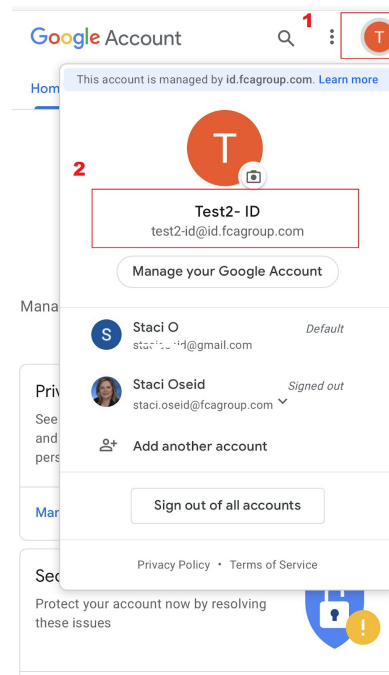 Google Account
1
T
Hom
This account is managed by id.fcagroup.com. Learn more
T
2
Test2- ID
test2-id@id.fcagroup.com
Manage your Google Account
Mana
S
Staci O
Default
@gmail.com
Staci Oseid
Signed out
staci.oseid@fcagroup.com
Add another account
Priv
See
and
pers
Mar
Sign out of all accounts
Privacy Policy • Terms of Service
Sec
Protect your account now by resolving
these issues